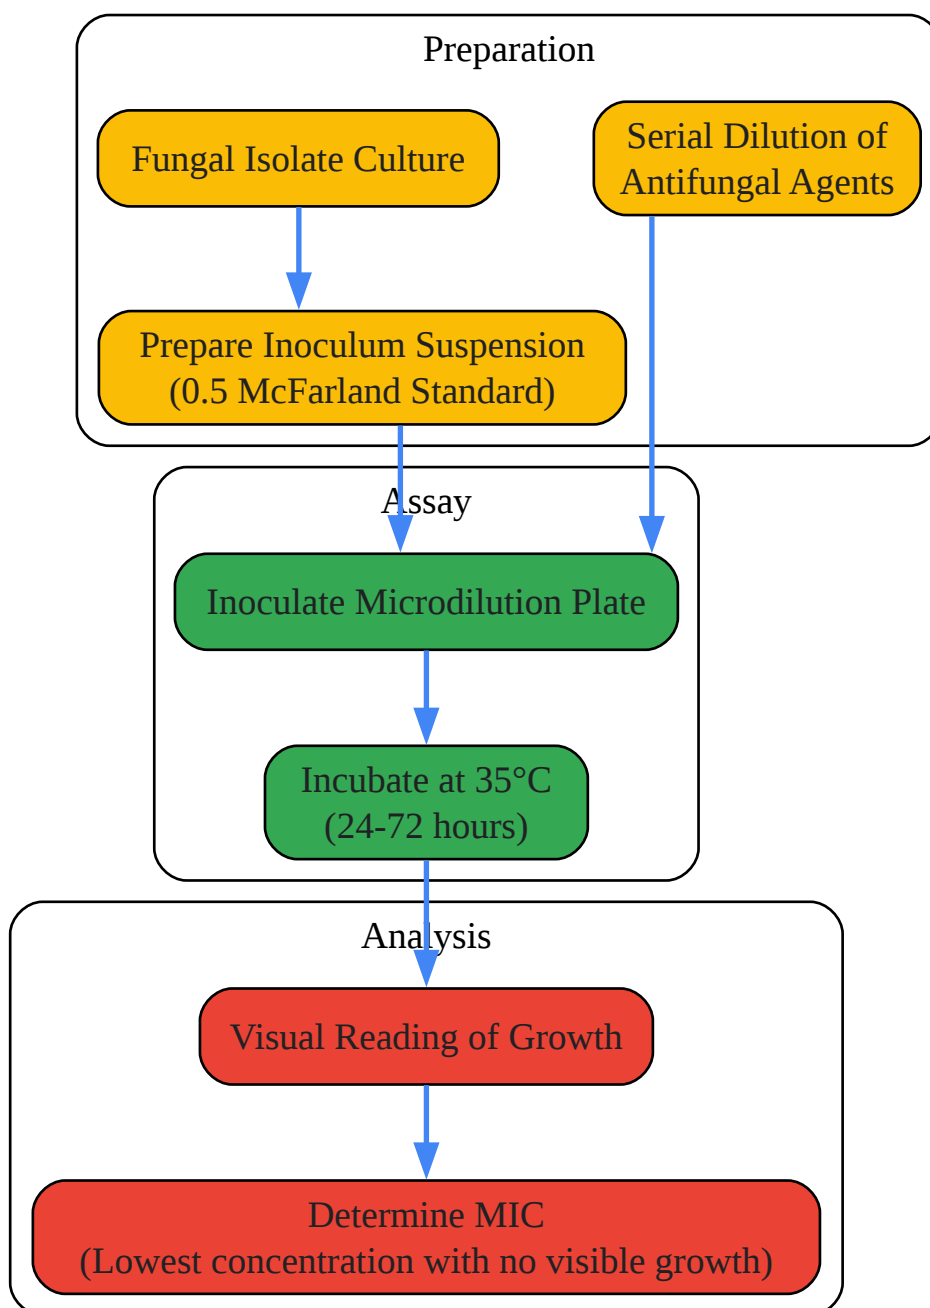 Preparation
Fungal Isolate Culture
Serial Dilution of
Antifungal Agents
Prepare Inoculum Suspension
(0.5 McFarland Standard)
Assay
Inoculate Microdilution Plate
Incubate at 35°C
(24-72 hours)
Analysis
Visual Reading of Growth
Determine MIC
(Lowest concentration with no visible growth)